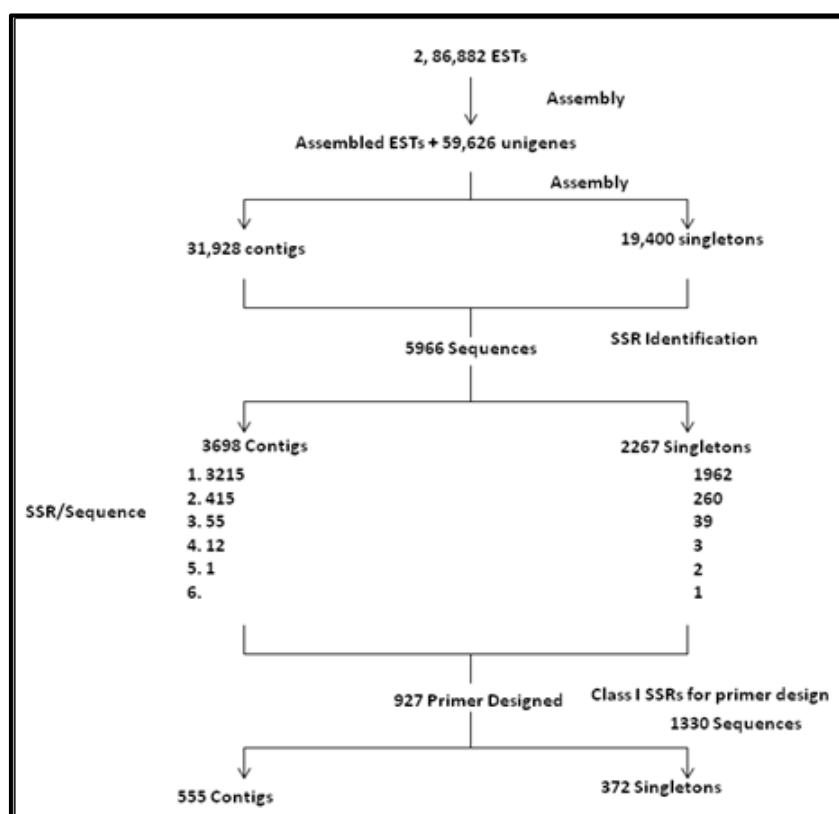 2, 86,882 ESTs
Assembly
Assembled ESTs + 59,626 unigenes
Assembly
31,928 contigs
19,400 singletons
SSR Identification
5966 Sequences
3698 Contigs
2267 Singletons
SSR/Sequence
1. 3215
1962
2. 415
260
3. 55
39
4. 12
3
5. 1
2
6.
1
927 Primer Designed
Class I SSRs for primer design
1330 Sequences
555 Contigs
372 Singletons